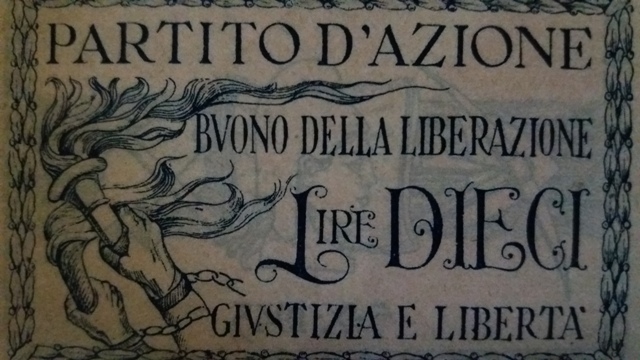 PARTITO D'AZIONE
BVONO DELLA LIBERAZIONE
LIRE DIECI
GIVSTIZIA E LIBERTA'